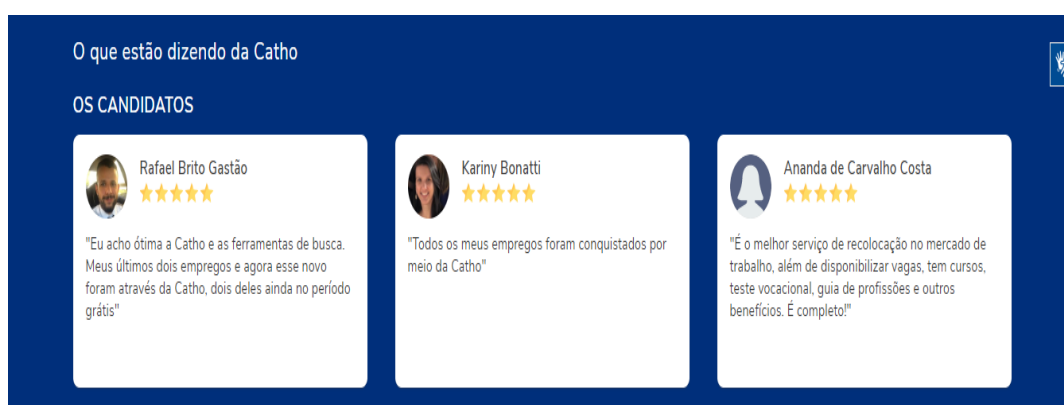 O que estão dizendo da Catho
OS CANDIDATOS
Rafael Brito Gastão
"Eu acho ótima a Catho e as ferramentas de busca.
Meus últimos dois empregos e agora esse novo
foram através da Catho, dois deles ainda no período
grátis"
Kariny Bonatti
"Todos os meus empregos foram conquistados por
meio da Catho"
Ananda de Carvalho Costa
"É o melhor serviço de recolocação no mercado de
trabalho, além de disponibilizar vagas, tem cursos,
teste vocacional, guia de profissões e outros
benefícios. É completo!"